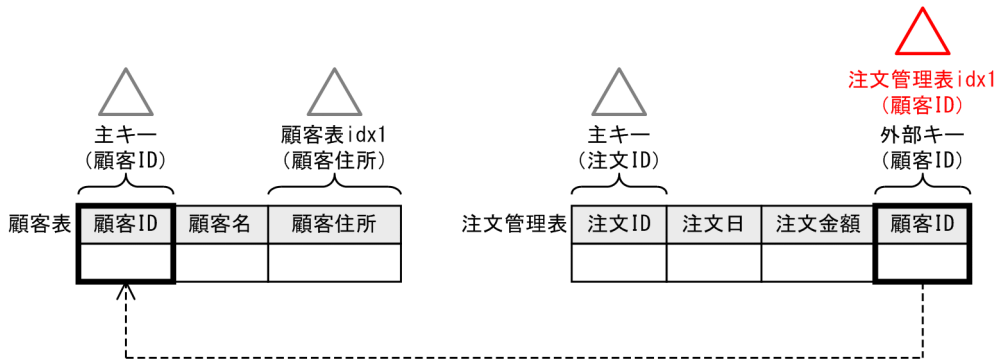 注文管理表idx1
(顧客ID)
主キー
(顧客ID)
顧客表idx1
(顧客住所)
主キー
(注文ID)
外部キー
(顧客ID)
顧客表
顧客ID
顧客名
顧客住所
注文管理表
注文ID
注文日
注文金額
顧客ID